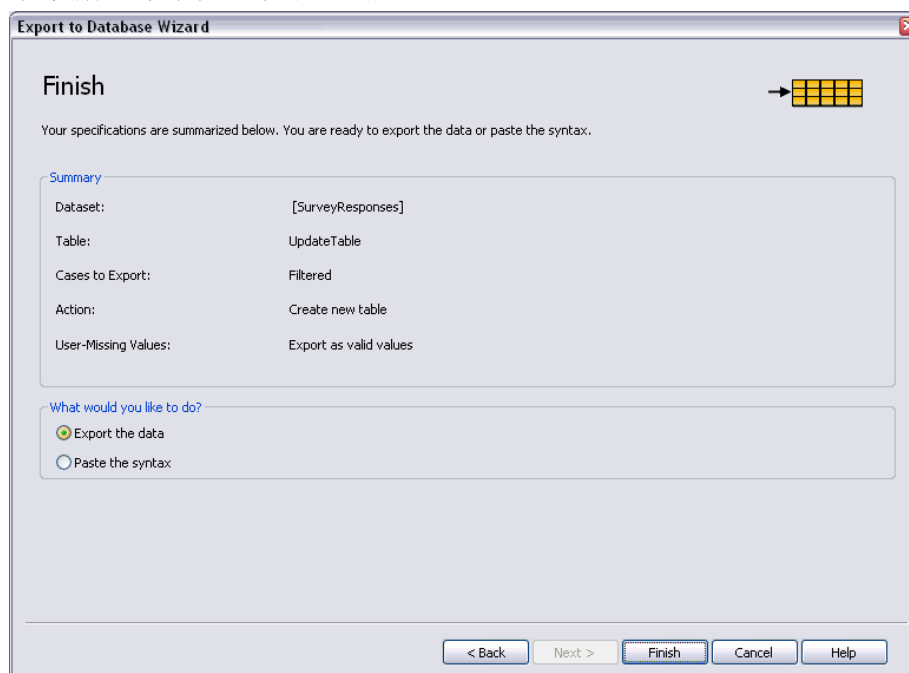 Export to Database Wizard
Finish
Your specifications are summarized below. You are ready to export the data or paste the syntax.
Summary
Dataset: [SurveyResponses]
Table: UpdateTable
Cases to Export: Filtered
Action: Create new table
User-Missing Values: Export as valid values
What would you like to do?
Export the data
Paste the syntax
< Back Next > Finish Cancel Help